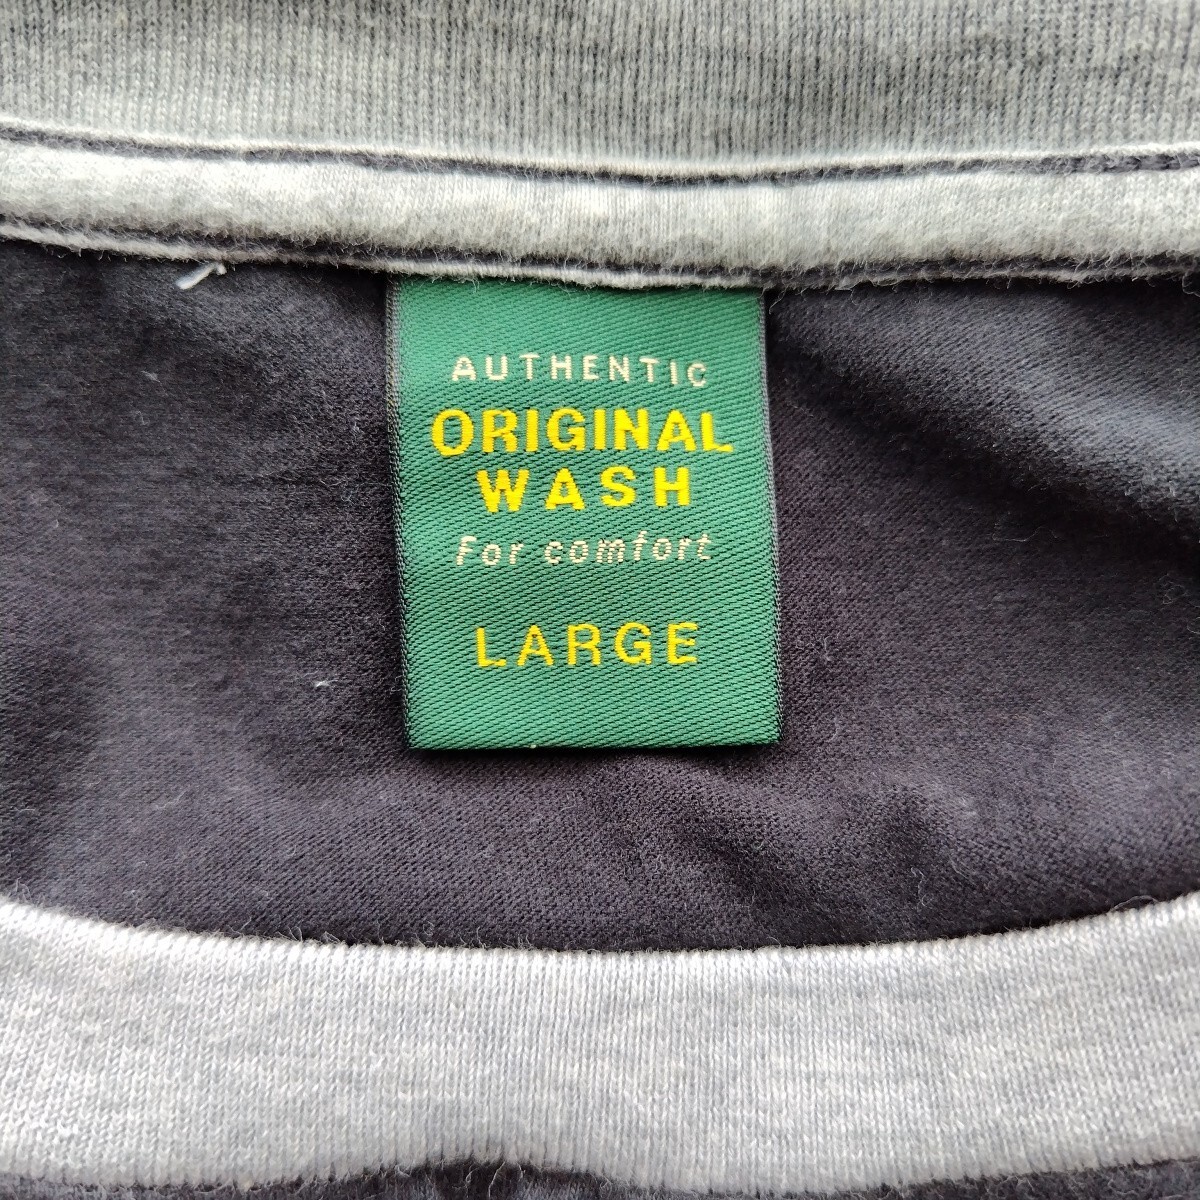 AUTHENTIC
ORIGINAL
WASH
For comfort
LARGE